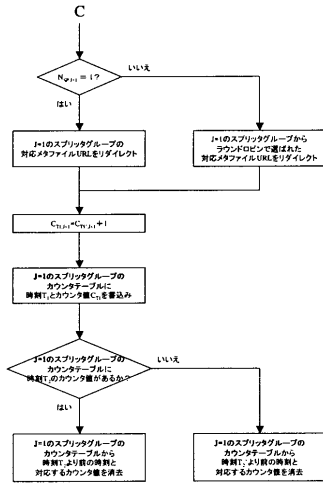 C
= 1?
いいえ
はい
J=1のスプリッタグループの
対応メタファイルURLをリダイレクト
J=1のスプリッタグループから
ラウンドロビンで選ばれた
対応メタファイルURLをリダイレクト
+1
J=1のスプリッタグループの
カウンタテーブルに
時刻T とカウンタ値C を書込み
J=1のスプリッタグループの
カウンタテーブルに
時刻T のカウンタ値があるか?
いいえ
はい
J=1のスプリッタグループの
カウンタテーブルから
時刻T より前の時刻と
対応するカウンタ値を消去
J=1のスプリッタグループの
カウンタテーブルから
時刻T より前の時刻と
対応するカウンタ値を消去